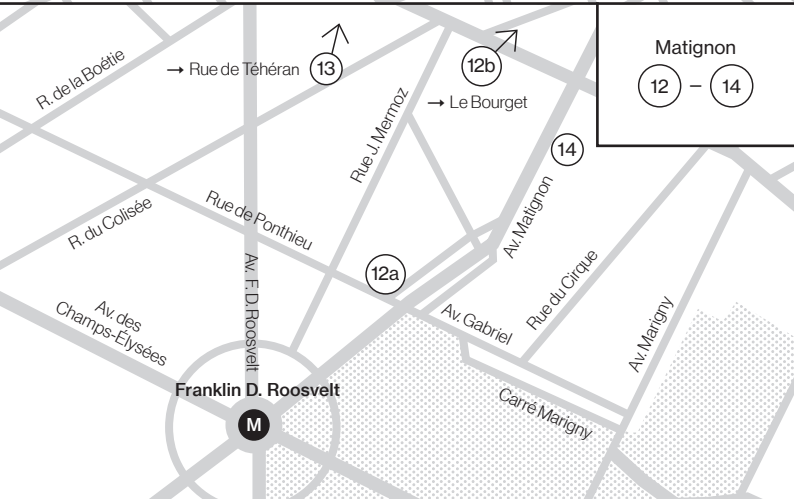 R. de la Boétie
→ Rue de Téhéran 13
12b
→ Le Bourget
Matignon
12 – 14
Rue J. Mermoz
14
R. du Colisée
Rue de Ponthieu
Av. Matignon
12a
Av. F. D. Roosvelt
Av. des
Champs-Élysées
Av. Gabriel
Rue du Cirque
Av. Marigny
Franklin D. Roosvelt
M
Carré Marigny